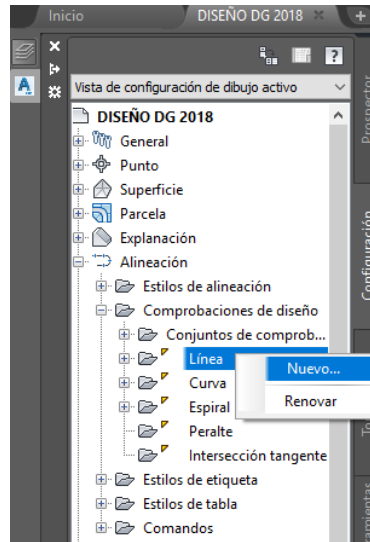 Inicio
DISEÑO DG 2018
Vista de configuración de dibujo activo
DISEÑO DG 2018
General
Punto
Superficie
Parcela
Explanación
Alineación
Estilos de alineación
Comprobaciones de diseño
Conjuntos de comprob...
Línea
Nuevo...
Curva
Espiral
Renovar
Peralte
Intersección tangente
Estilos de etiqueta
Estilos de tabla
Comandos
Prospector
Configuración